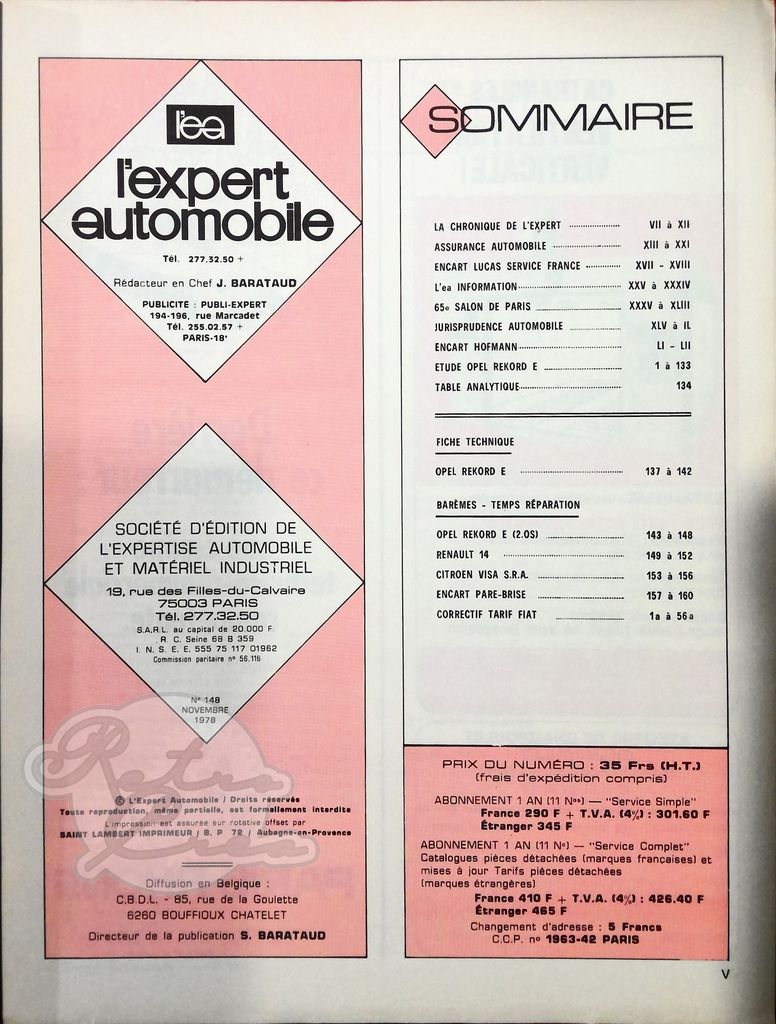 l'ea
l'expert
automobile
Tél. 277.32.50 +
Rédacteur en Chef J. BARATAUD
PUBLICITE : PUBLI-EXPERT
194-196, rue Marcadet
Tél. 255.02.57 +
PARIS-18e
SOCIÉTÉ D'ÉDITION DE
L'EXPERTISE AUTOMOBILE
ET MATÉRIEL INDUSTRIEL
19, rue des Filles-du-Calvaire
75003 PARIS
Tél. 277.32.50
S.A.R.L. au capital de 20.000 F.
R. C. Seine 68 B 359
I. N. S. E. E. 555 75 117 01982
Commission paritaire n° 56.116
N° 148
NOVEMBRE
1978
Retro
© L'Expert Automobile / Droits réservés
Toute reproduction, même partielle, est formellement interdite
L'impression est assurée sur rotative offset par
SAINT LAMBERT IMPRIMEUR / B. P. 72 / Aubagne-en-Provence
Diffusion en Belgique :
C.B.D.L. - 85, rue de la Goulette
6260 BOUFFIOUX CHATELET
Directeur de la publication S. BARATAUD
SOMMAIRE
LA CHRONIQUE DE L'EXPERT VII à XII
ASSURANCE AUTOMOBILE XIII à XXI
ENCART LUCAS SERVICE FRANCE XVII - XVIII
L'ea INFORMATION XXV à XXXIV
65e SALON DE PARIS XXXV à XLIII
JURISPRUDENCE AUTOMOBILE XLV à IL
ENCART HOFMANN LI - LII
ETUDE OPEL REKORD E 1 à 133
TABLE ANALYTIQUE 134
FICHE TECHNIQUE
OPEL REKORD E 137 à 142
BARÈMES - TEMPS RÉPARATION
OPEL REKORD E (2.0S) 143 à 148
RENAULT 14 149 à 152
CITROEN VISA S.R.A. 153 à 156
ENCART PARE-BRISE 157 à 160
CORRECTIF TARIF FIAT 1a à 56a
PRIX DU NUMÉRO : 35 Frs (H.T.)
(frais d'expédition compris)
ABONNEMENT 1 AN (11 Nos) — "Service Simple"
France 290 F + T.V.A. (4%) : 301.60 F
Étranger 345 F
ABONNEMENT 1 AN (11 No) — "Service Complet"
Catalogues pièces détachées (marques françaises) et
mises à jour Tarifs pièces détachées
(marques étrangères)
France 410 F + T.V.A. (4%) : 426.40 F
Étranger 465 F
Changement d'adresse : 5 Francs
C.C.P. no 1963-42 PARIS
V